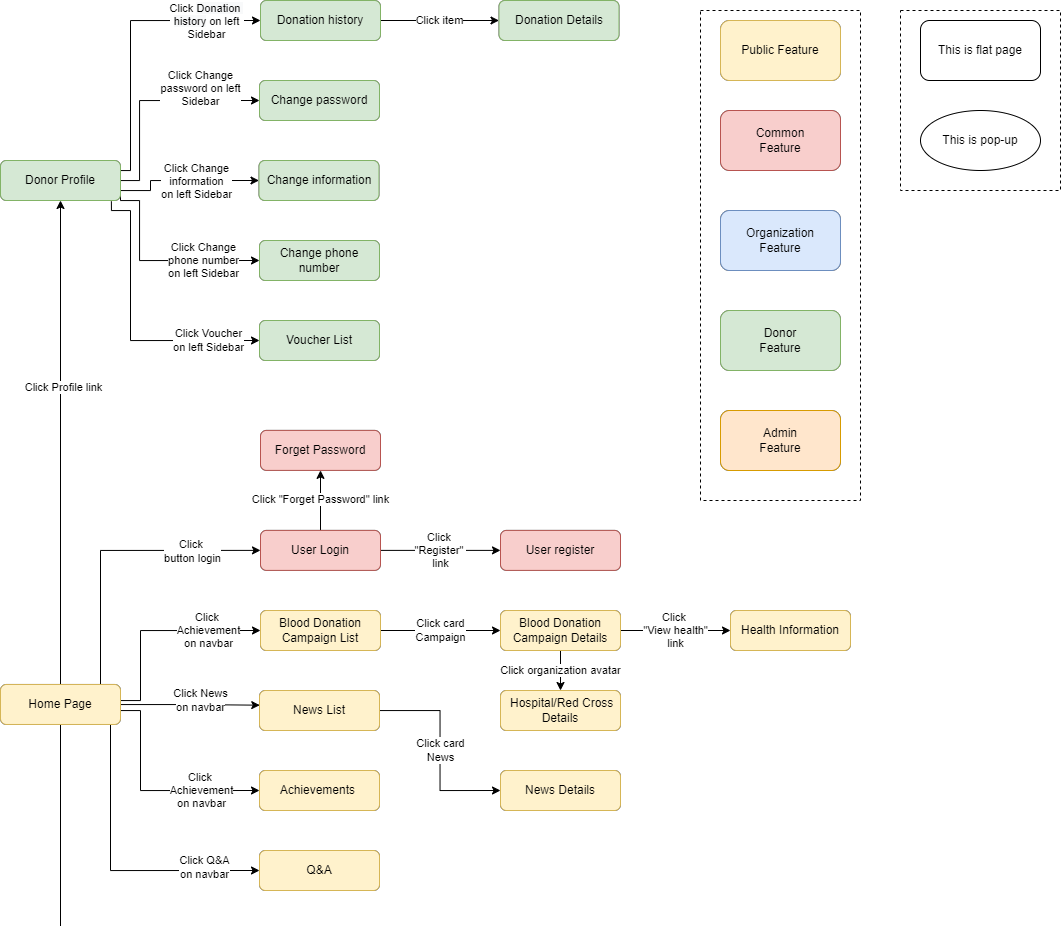 Click Donation
history on left
Sidebar
Donation history
Click item
Donation Details
Click Change
password on left
Sidebar
Change password
Donor Profile
Click Change
information
on left Sidebar
Change information
Click Change
phone number
on left Sidebar
Change phone
number
Click Voucher
on left Sidebar
Voucher List
Click Profile link
Public Feature
Common
Feature
Organization
Feature
Donor
Feature
Admin
Feature
This is flat page
This is pop-up
Forget Password
Click "Forget Password" link
Click
button login
User Login
Click
"Register"
link
User register
Click
Achievement
on navbar
Blood Donation
Campaign List
Click card
Campaign
Blood Donation
Campaign Details
Click
"View health"
link
Health Information
Click organization avatar
Hospital/Red Cross
Details
Home Page
Click News
on navbar
News List
Click card
News
News Details
Click
Achievement
on navbar
Achievements
Click Q&A
on navbar
Q&A